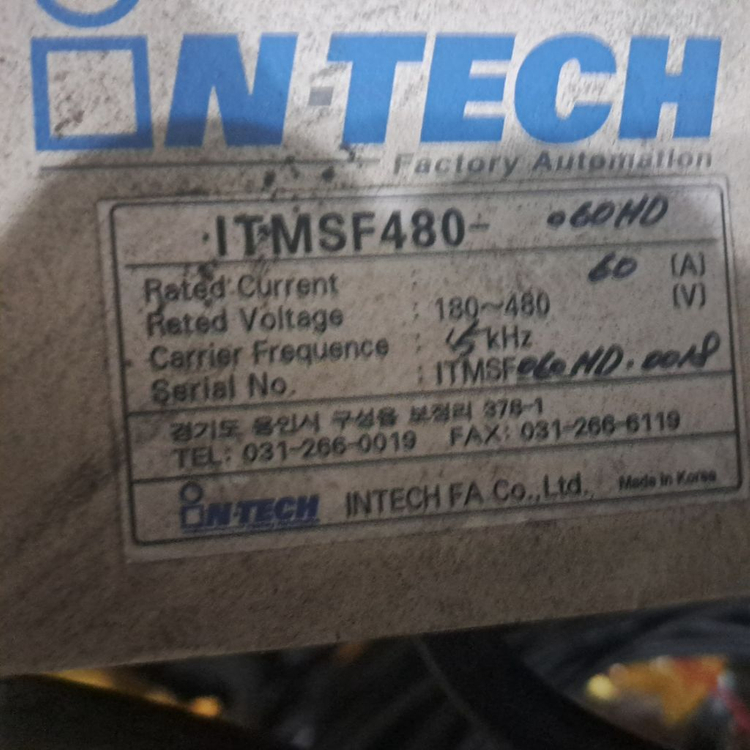 iN-TECH
Factory Automation
ITMSF480- 060HD
Rated Current : 60 (A)
Rated Voltage : 180~480 (V)
Carrier Frequence : 15 kHz
Serial No. : ITMSF060HD.0018
경기도 용인시 구성읍 보정리 378-1
TEL: 031-266-0019 FAX: 031-266-6119
iN-TECH INTECH FA Co.,Ltd. Made in Korea